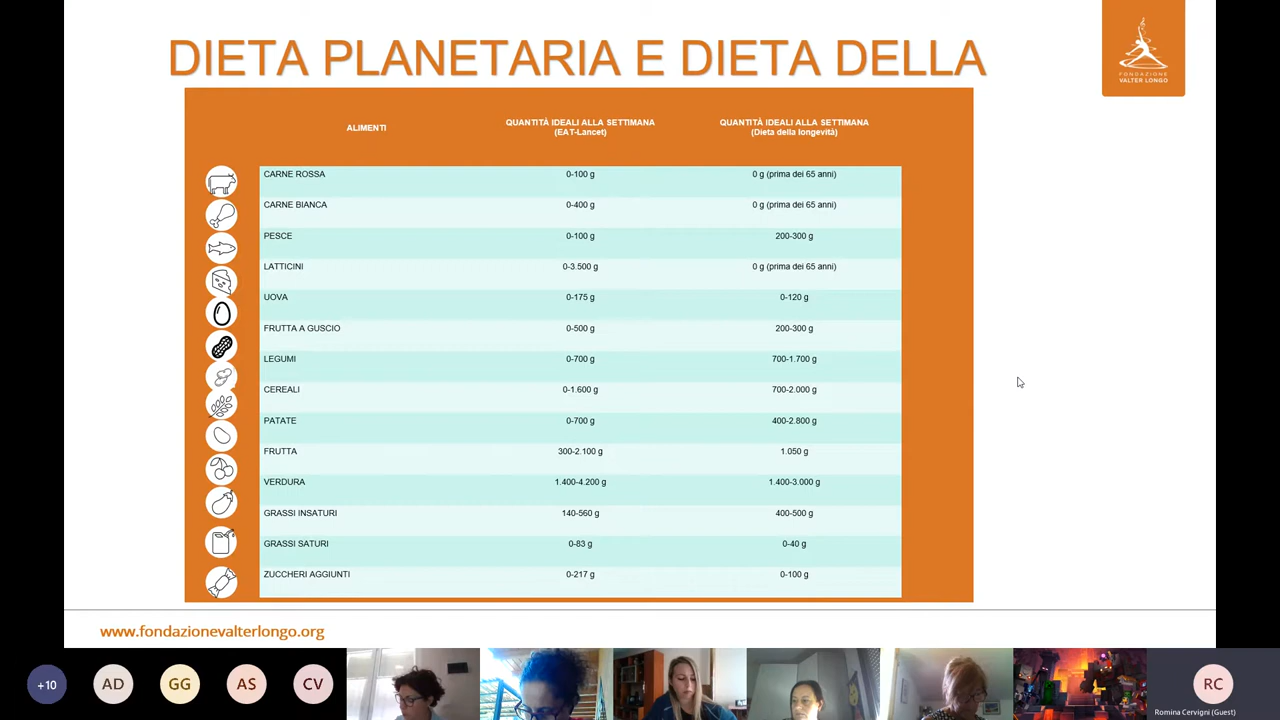 DIETA PLANETARIA E DIETA DELLA
FONDAZIONE
VALTER LONGO
ALIMENTI
QUANTITÀ IDEALI ALLA SETTIMANA
(EAT-Lancet)
QUANTITÀ IDEALI ALLA SETTIMANA
(Dieta della longevità)
CARNE ROSSA 0-100 g 0 g (prima dei 65 anni)
CARNE BIANCA 0-400 g 0 g (prima dei 65 anni)
PESCE 0-100 g 200-300 g
LATTICINI 0-3.500 g 0 g (prima dei 65 anni)
UOVA 0-175 g 0-120 g
FRUTTA A GUSCIO 0-500 g 200-300 g
LEGUMI 0-700 g 700-1.700 g
CEREALI 0-1.600 g 700-2.000 g
PATATE 0-700 g 400-2.800 g
FRUTTA 300-2.100 g 1.050 g
VERDURA 1.400-4.200 g 1.400-3.000 g
GRASSI INSATURI 140-560 g 400-500 g
GRASSI SATURI 0-83 g 0-40 g
ZUCCHERI AGGIUNTI 0-217 g 0-100 g
www.fondazionevalterlongo.org
+10 AD GG AS CV RC
Romina Cervigni (Guest)